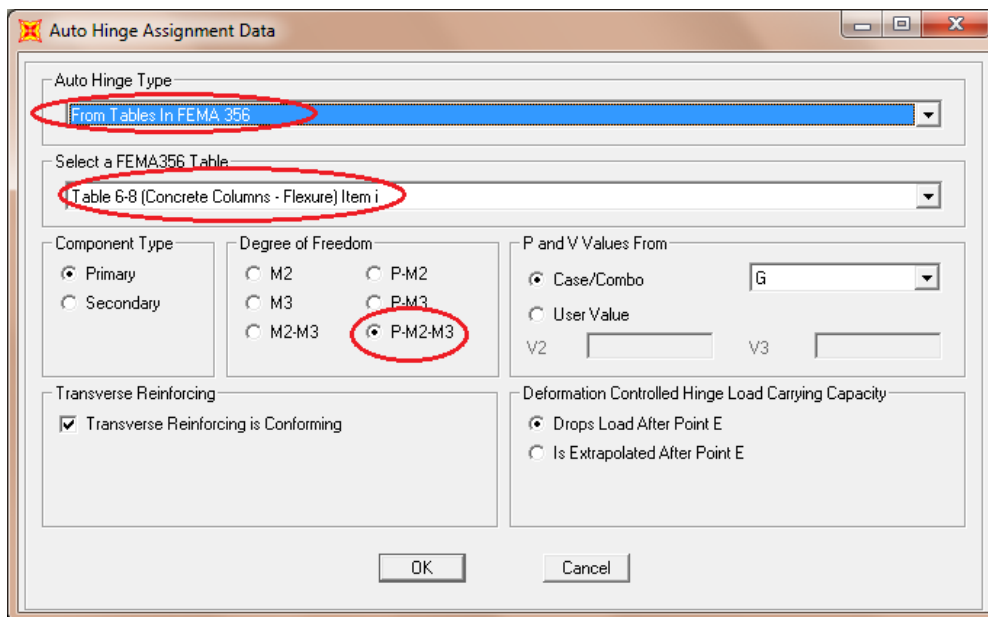 Auto Hinge Assignment Data
Auto Hinge Type
From Tables In FEMA 356
Select a FEMA356 Table
Table 6-8 (Concrete Columns - Flexure) Item i
Component Type
Primary
Secondary
Degree of Freedom
M2
P-M2
M3
P-M3
M2-M3
P-M2-M3
P and V Values From
Case/Combo
G
User Value
V2
V3
Transverse Reinforcing
Transverse Reinforcing is Conforming
Deformation Controlled Hinge Load Carrying Capacity
Drops Load After Point E
Is Extrapolated After Point E
OK
Cancel